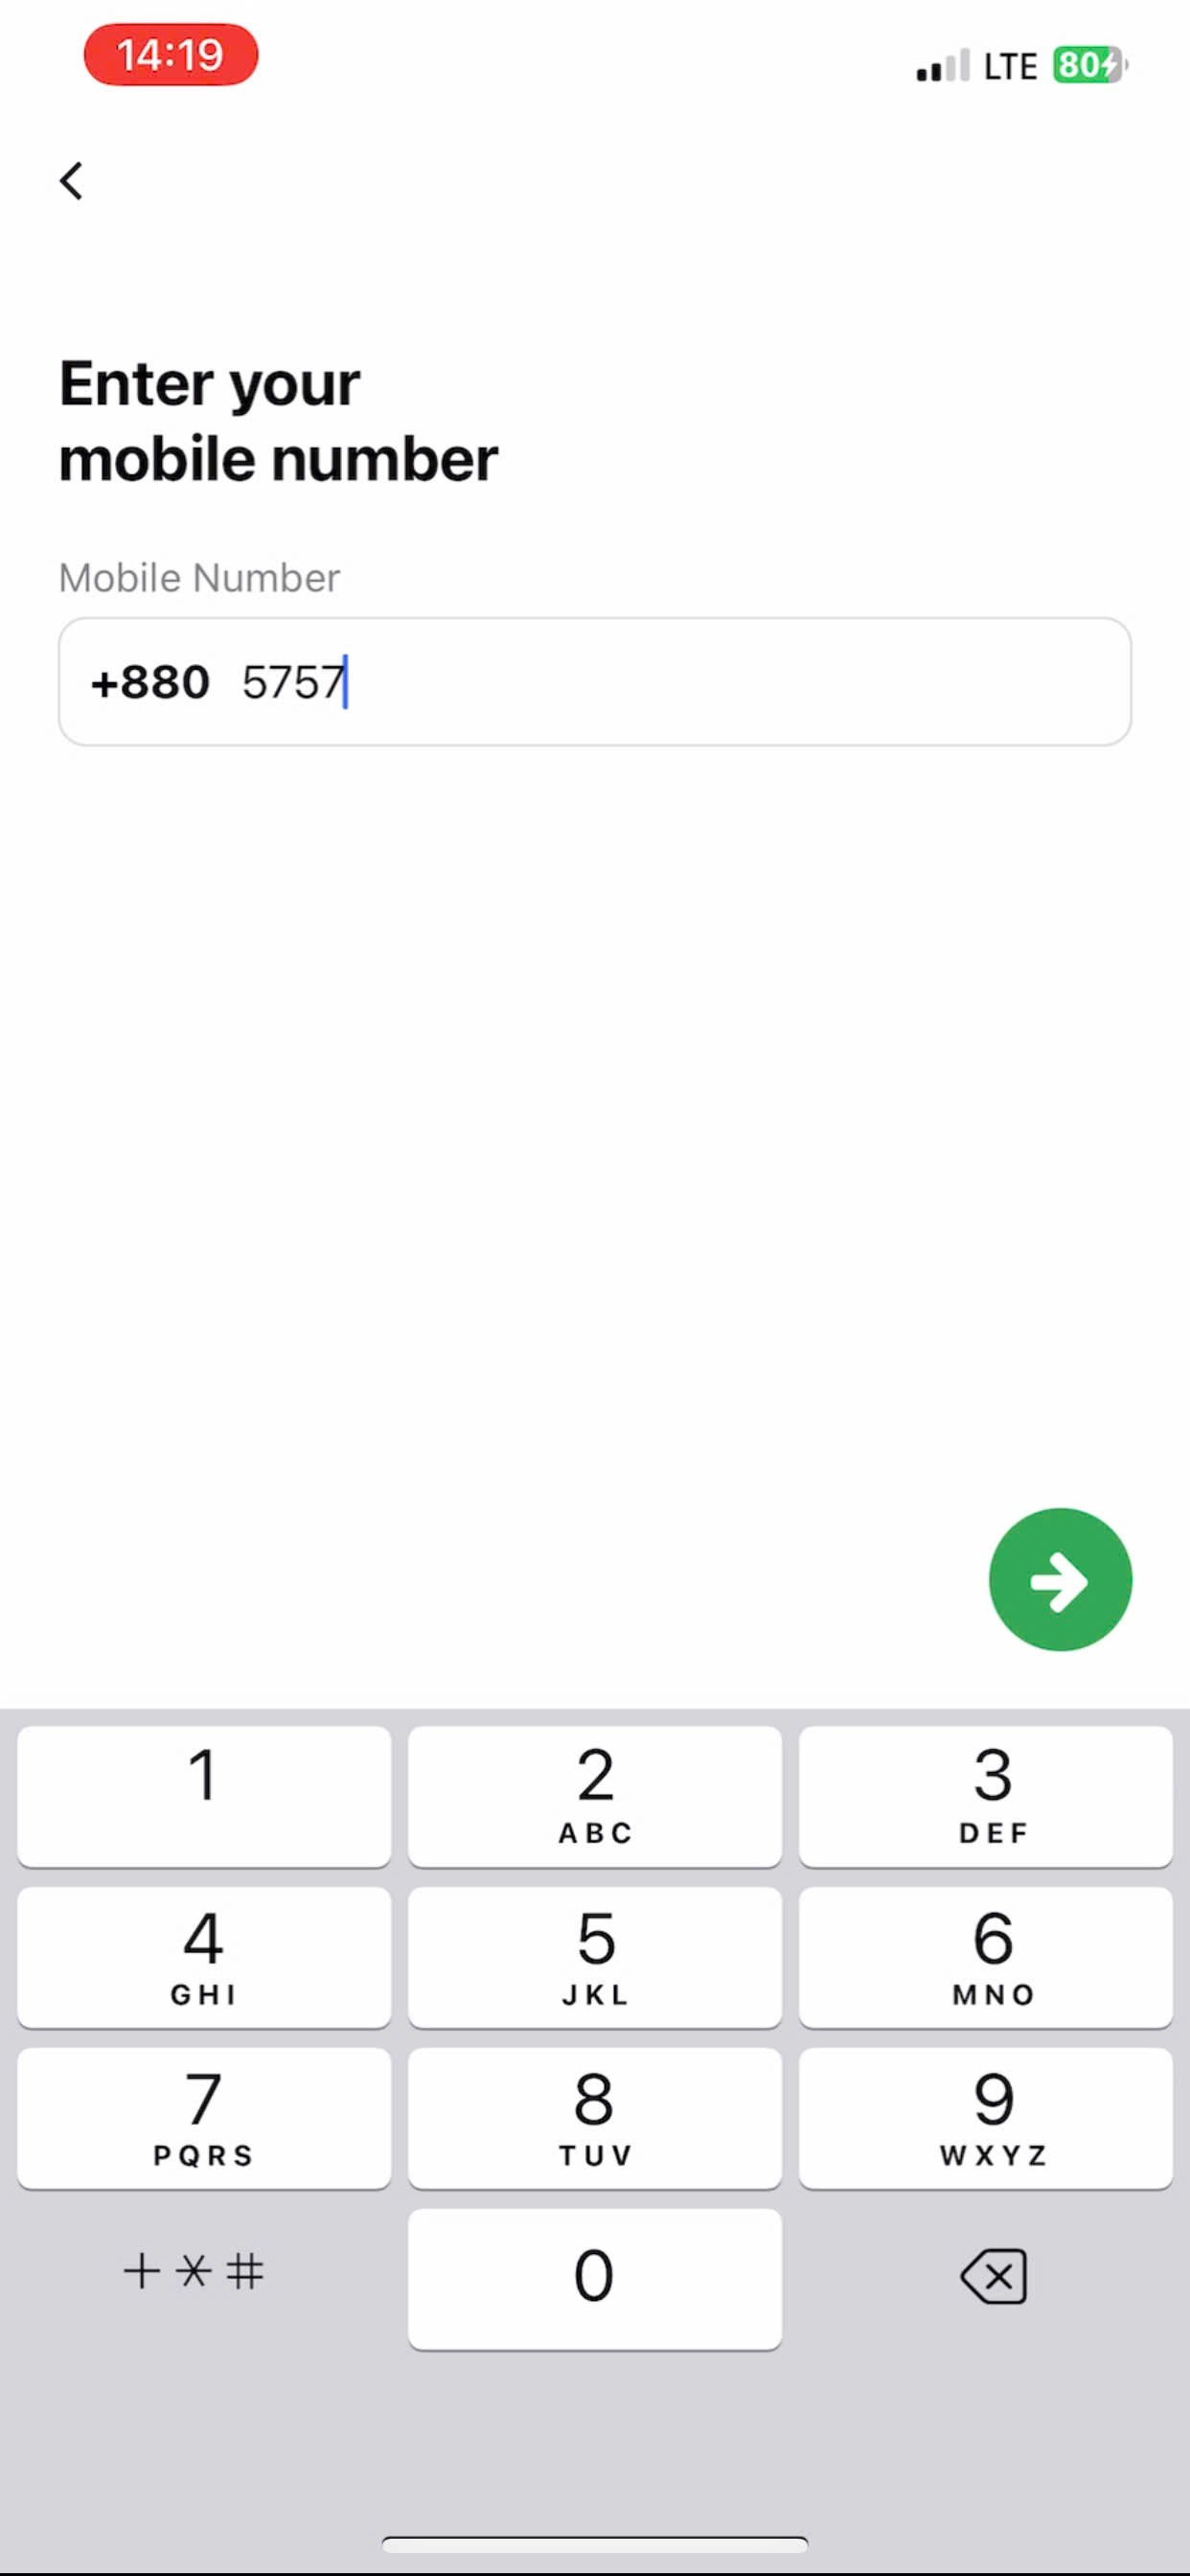 14:19
LTE 80
Enter your
mobile number
Mobile Number
+880 5757
1
2
ABC
3
DEF
4
GHI
5
JKL
6
MNO
7
PQRS
8
TUV
9
WXYZ
+*#
0